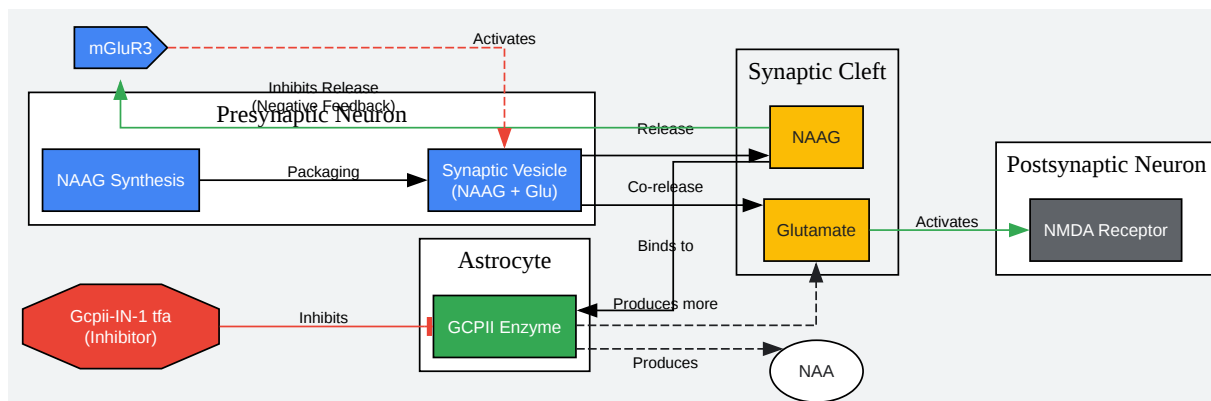 mGluR3
Activates
Inhibits Release
(Negative Feedback)
Presynaptic Neuron
NAAG Synthesis
Packaging
Synaptic Vesicle
(NAAG + Glu)
Release
Co-release
Binds to
Synaptic Cleft
NAAG
Glutamate
Activates
Postsynaptic Neuron
NMDA Receptor
Astrocyte
GCPII Enzyme
Gcpii-IN-1 tfa
(Inhibitor)
Inhibits
Produces more
Produces
NAA